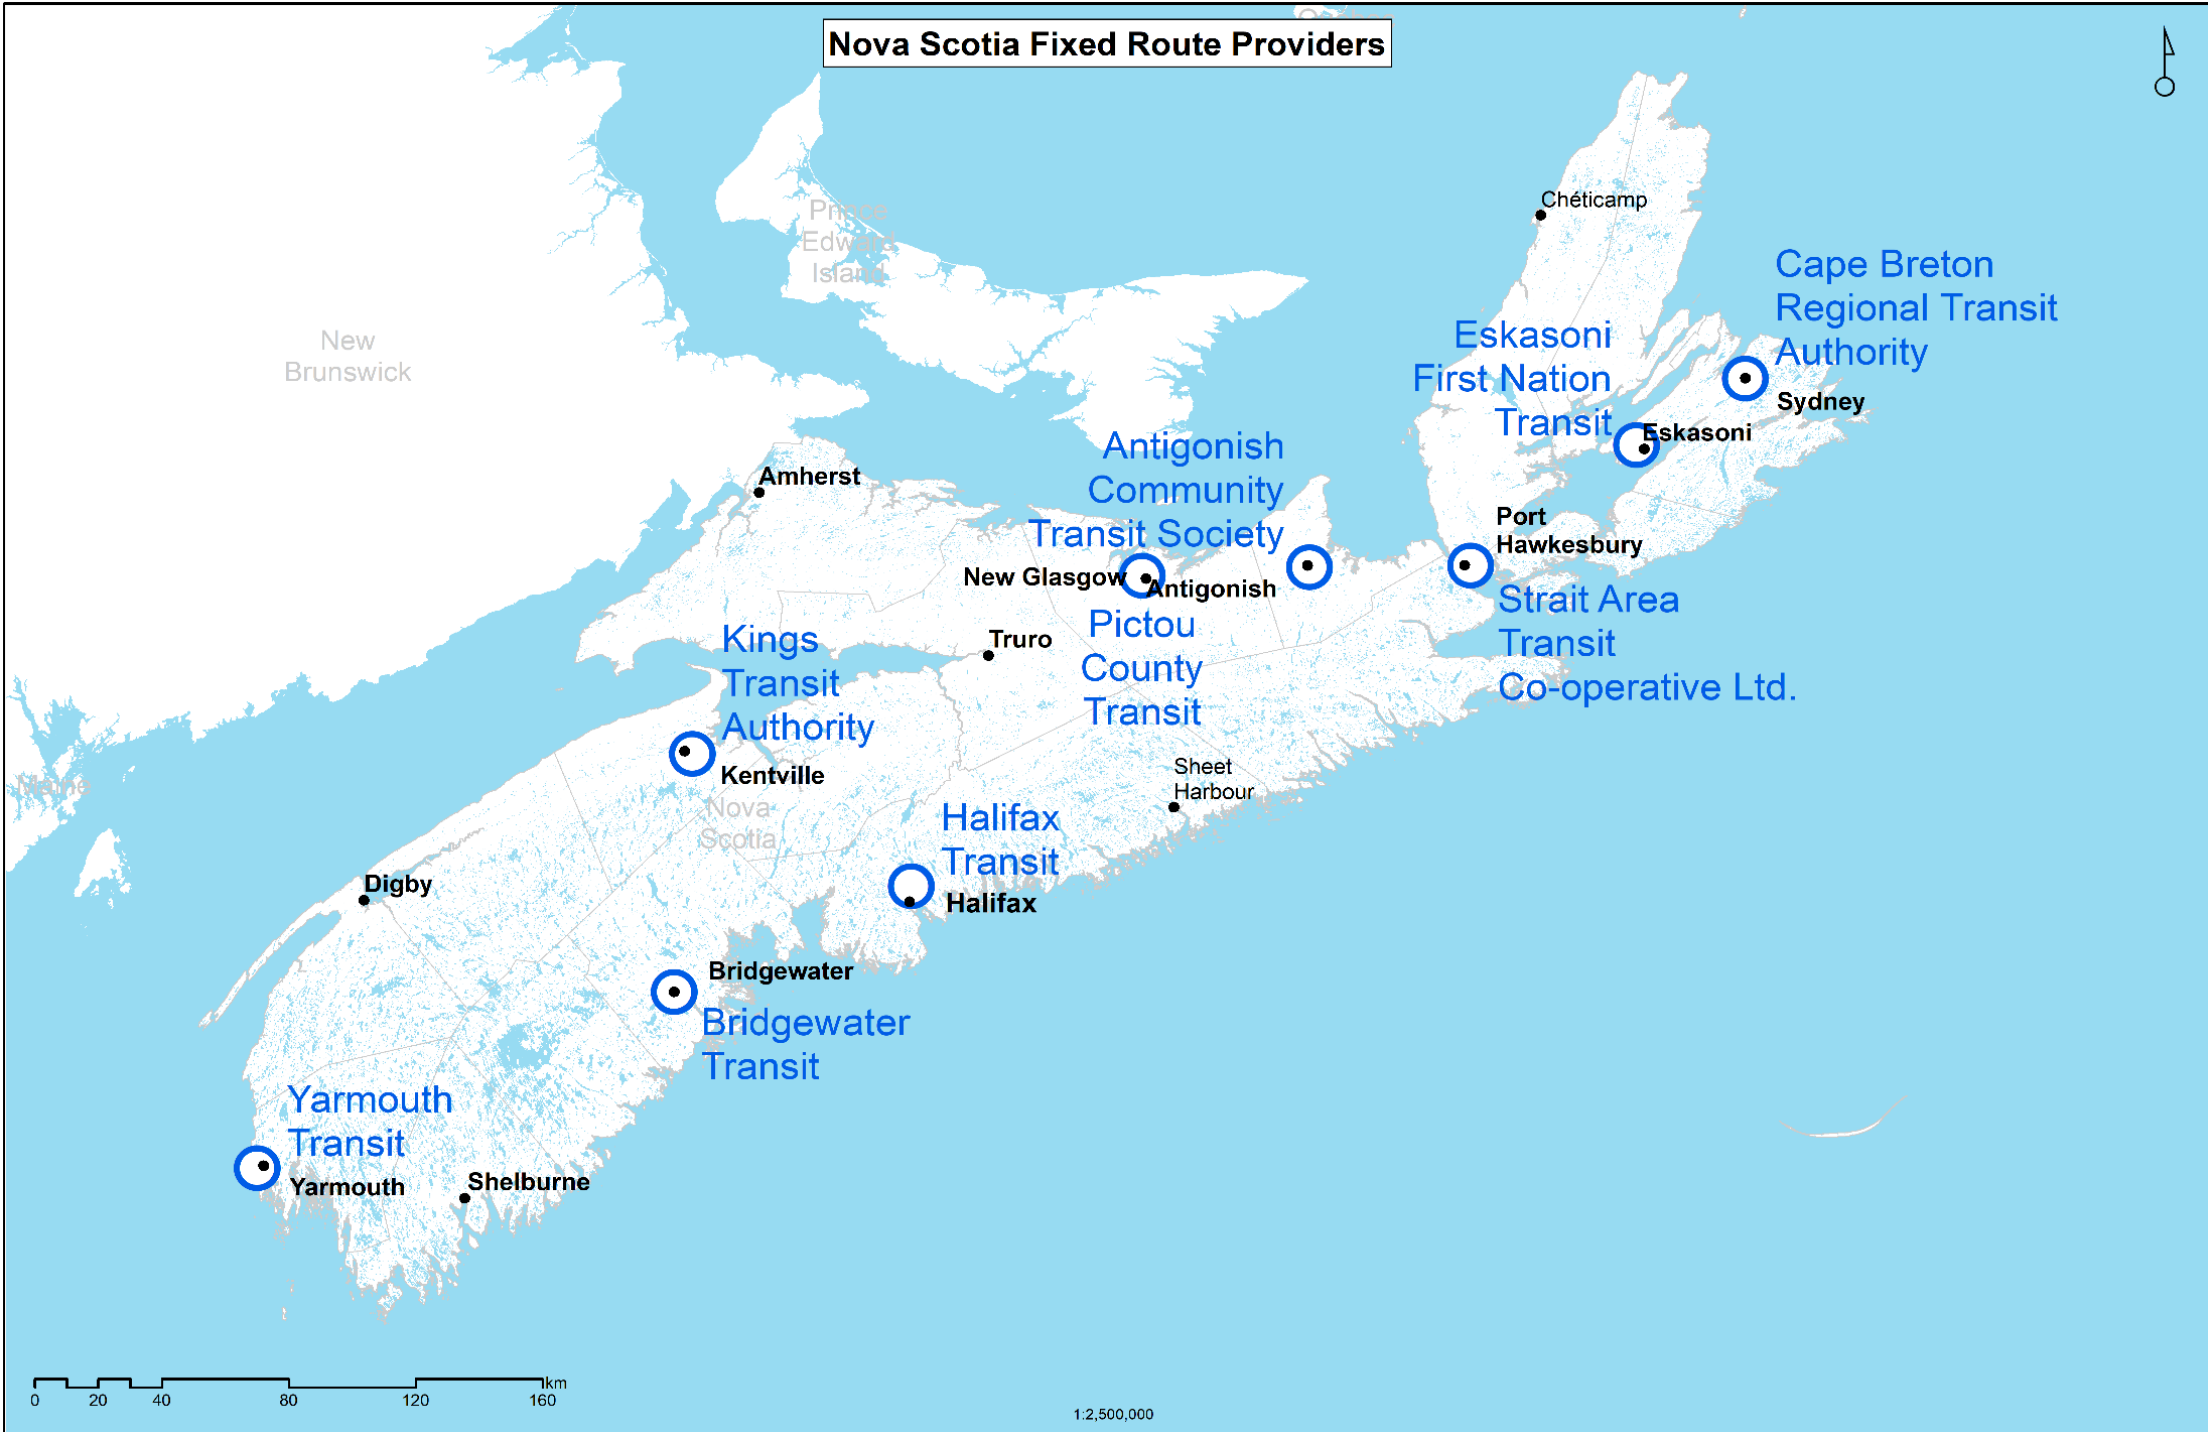 Nova Scotia Fixed Route Providers
Chéticamp
Prince
Edward
Island
Cape Breton
Regional Transit
Authority
New
Brunswick
Eskasoni
First Nation
Transit
Sydney
Eskasoni
Antigonish
Community
Transit Society
Amherst
Port
Hawkesbury
New Glasgow
Antigonish
Strait Area
Transit
Co-operative Ltd.
Pictou
County
Transit
Truro
Kings
Transit
Authority
Kentville
Sheet
Harbour
Maine
Nova
Scotia
Halifax
Transit
Halifax
Digby
Bridgewater
Bridgewater
Transit
Yarmouth
Transit
Yarmouth
Shelburne
km
0 20 40 80 120 160
1:2,500,000